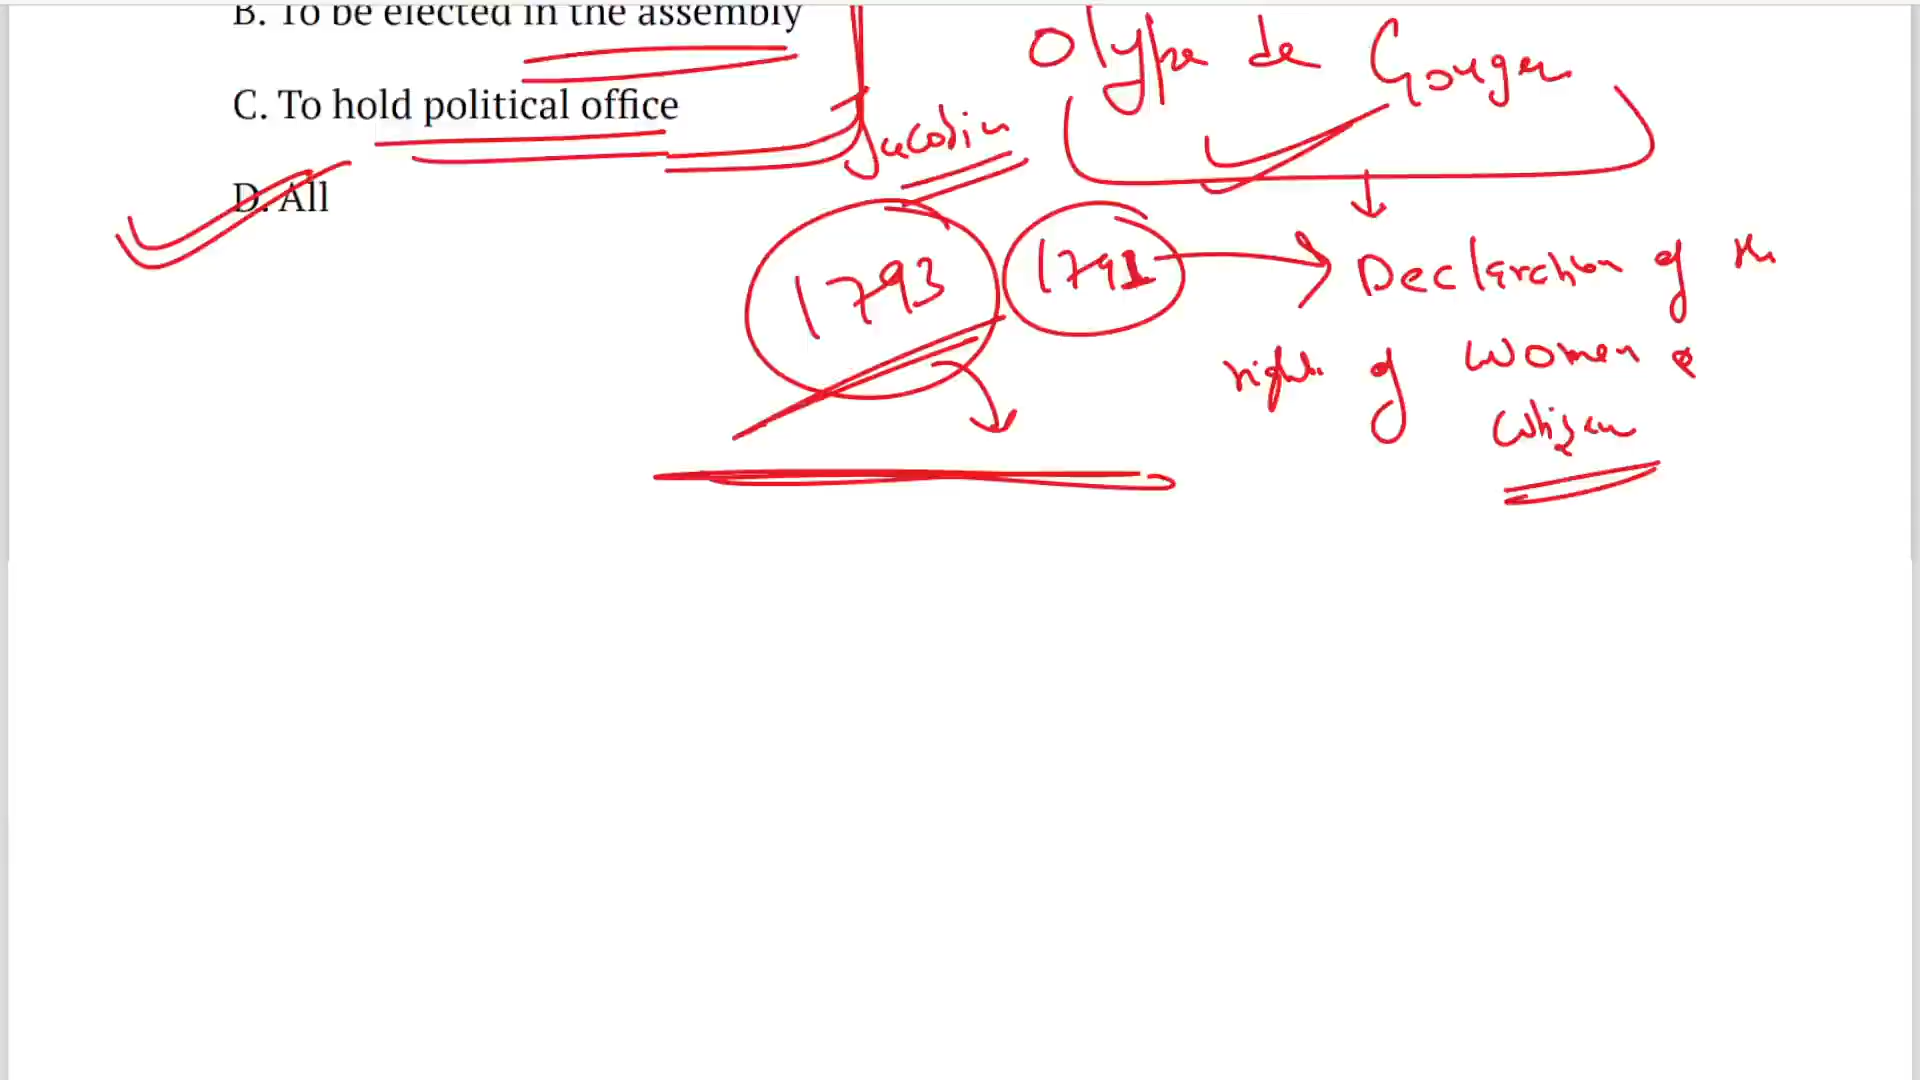 B. To be elected in the assembly
C. To hold political office
D. All
Olype de Gouges
Jacobin
1793
1791
Declaration of the
rights of women &
Citizen